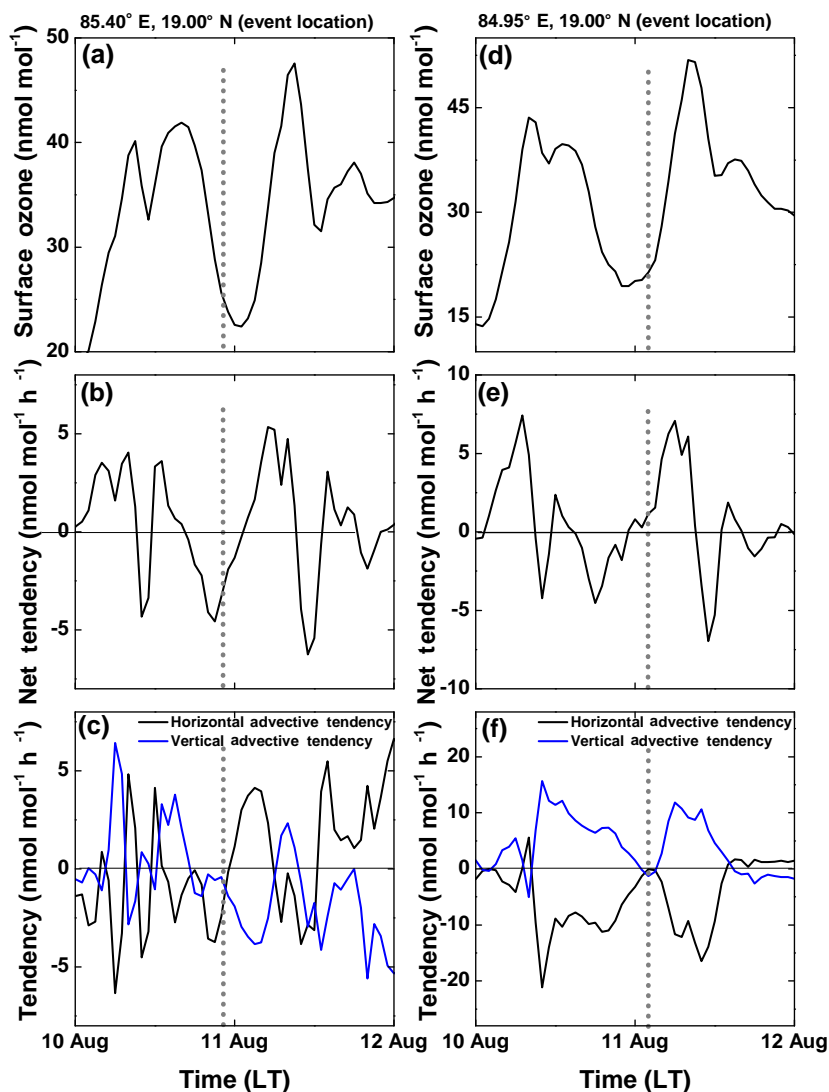 85.40° E, 19.00° N (event location)
(a)
Surface ozone (nmol mol⁻¹)
50
40
30
20
(b)
Net tendency (nmol mol⁻¹ h⁻¹)
5
0
-5
(c)
Horizontal advective tendency
Vertical advective tendency
Tendency (nmol mol⁻¹ h⁻¹)
5
0
-5
10 Aug
11 Aug
12 Aug
Time (LT)
84.95° E, 19.00° N (event location)
(d)
Surface ozone (nmol mol⁻¹)
45
30
15
(e)
Net tendency (nmol mol⁻¹ h⁻¹)
10
5
0
-5
-10
(f)
Horizontal advective tendency
Vertical advective tendency
Tendency (nmol mol⁻¹ h⁻¹)
20
10
0
-10
-20
10 Aug
11 Aug
12 Aug
Time (LT)